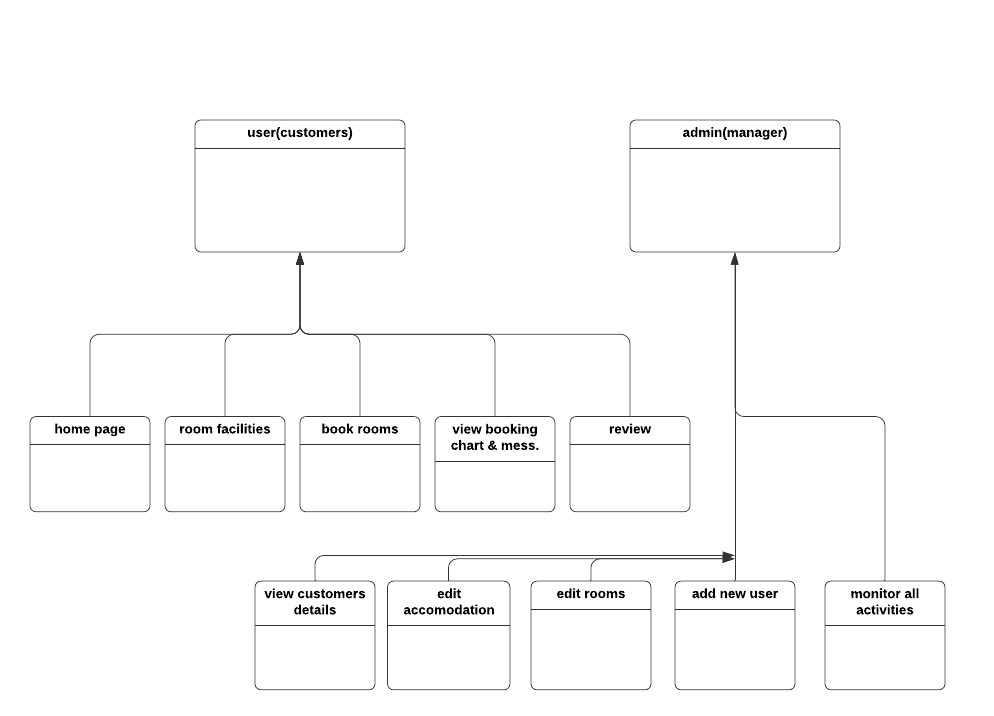 user(customers)
admin(manager)
home page
room facilities
book rooms
view booking
chart & mess.
review
view customers
details
edit
accomodation
edit rooms
add new user
monitor all
activities